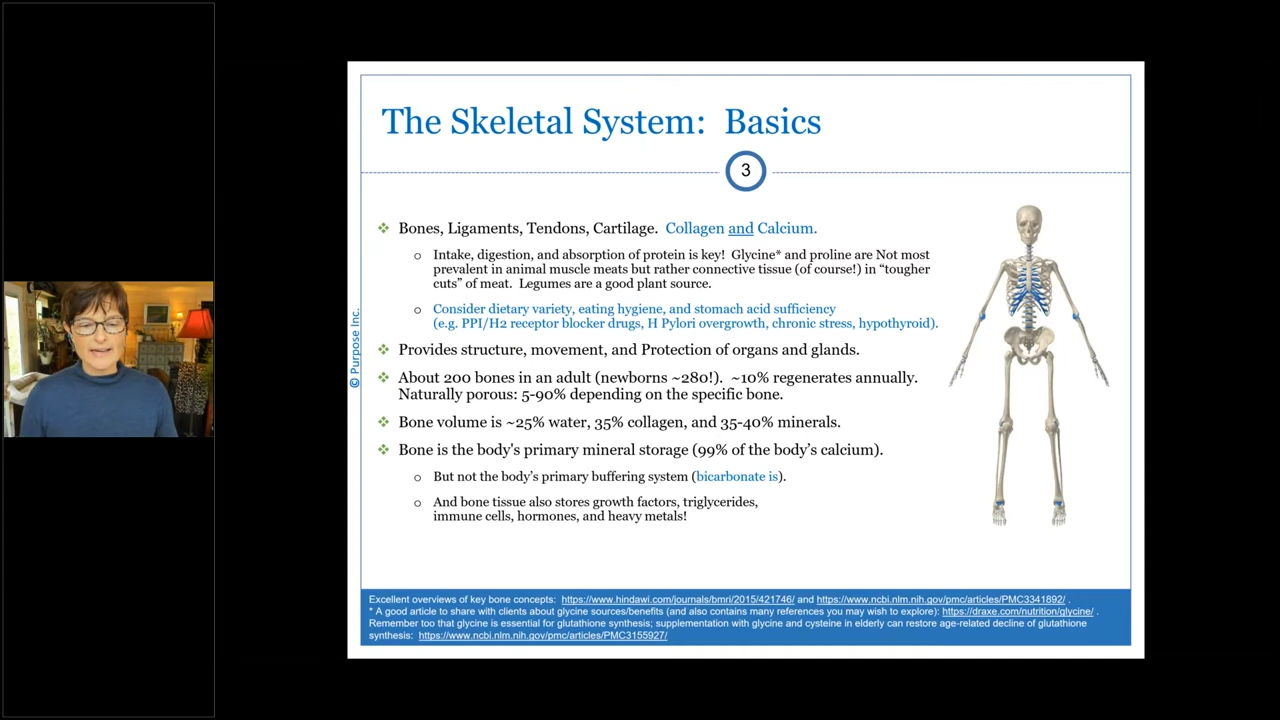 The Skeletal System: Basics
3
❖ Bones, Ligaments, Tendons, Cartilage. Collagen and Calcium.
o Intake, digestion, and absorption of protein is key! Glycine* and proline are Not most
prevalent in animal muscle meats but rather connective tissue (of course!) in “tougher
cuts” of meat. Legumes are a good plant source.
o Consider dietary variety, eating hygiene, and stomach acid sufficiency
(e.g. PPI/H2 receptor blocker drugs, H Pylori overgrowth, chronic stress, hypothyroid).
❖ Provides structure, movement, and Protection of organs and glands.
❖ About 200 bones in an adult (newborns ~280!). ~10% regenerates annually.
Naturally porous: 5-90% depending on the specific bone.
❖ Bone volume is ~25% water, 35% collagen, and 35-40% minerals.
❖ Bone is the body's primary mineral storage (99% of the body's calcium).
o But not the body's primary buffering system (bicarbonate is).
o And bone tissue also stores growth factors, triglycerides,
immune cells, hormones, and heavy metals!
© Purpose Inc.
Excellent overviews of key bone concepts: https://www.hindawi.com/journals/bmri/2015/421746/ and https://www.ncbi.nlm.nih.gov/pmc/articles/PMC3341892/ .
* A good article to share with clients about glycine sources/benefits (and also contains many references you may wish to explore): https://draxe.com/nutrition/glycine/ .
Remember too that glycine is essential for glutathione synthesis; supplementation with glycine and cysteine in elderly can restore age-related decline of glutathione
synthesis: https://www.ncbi.nlm.nih.gov/pmc/articles/PMC3155927/